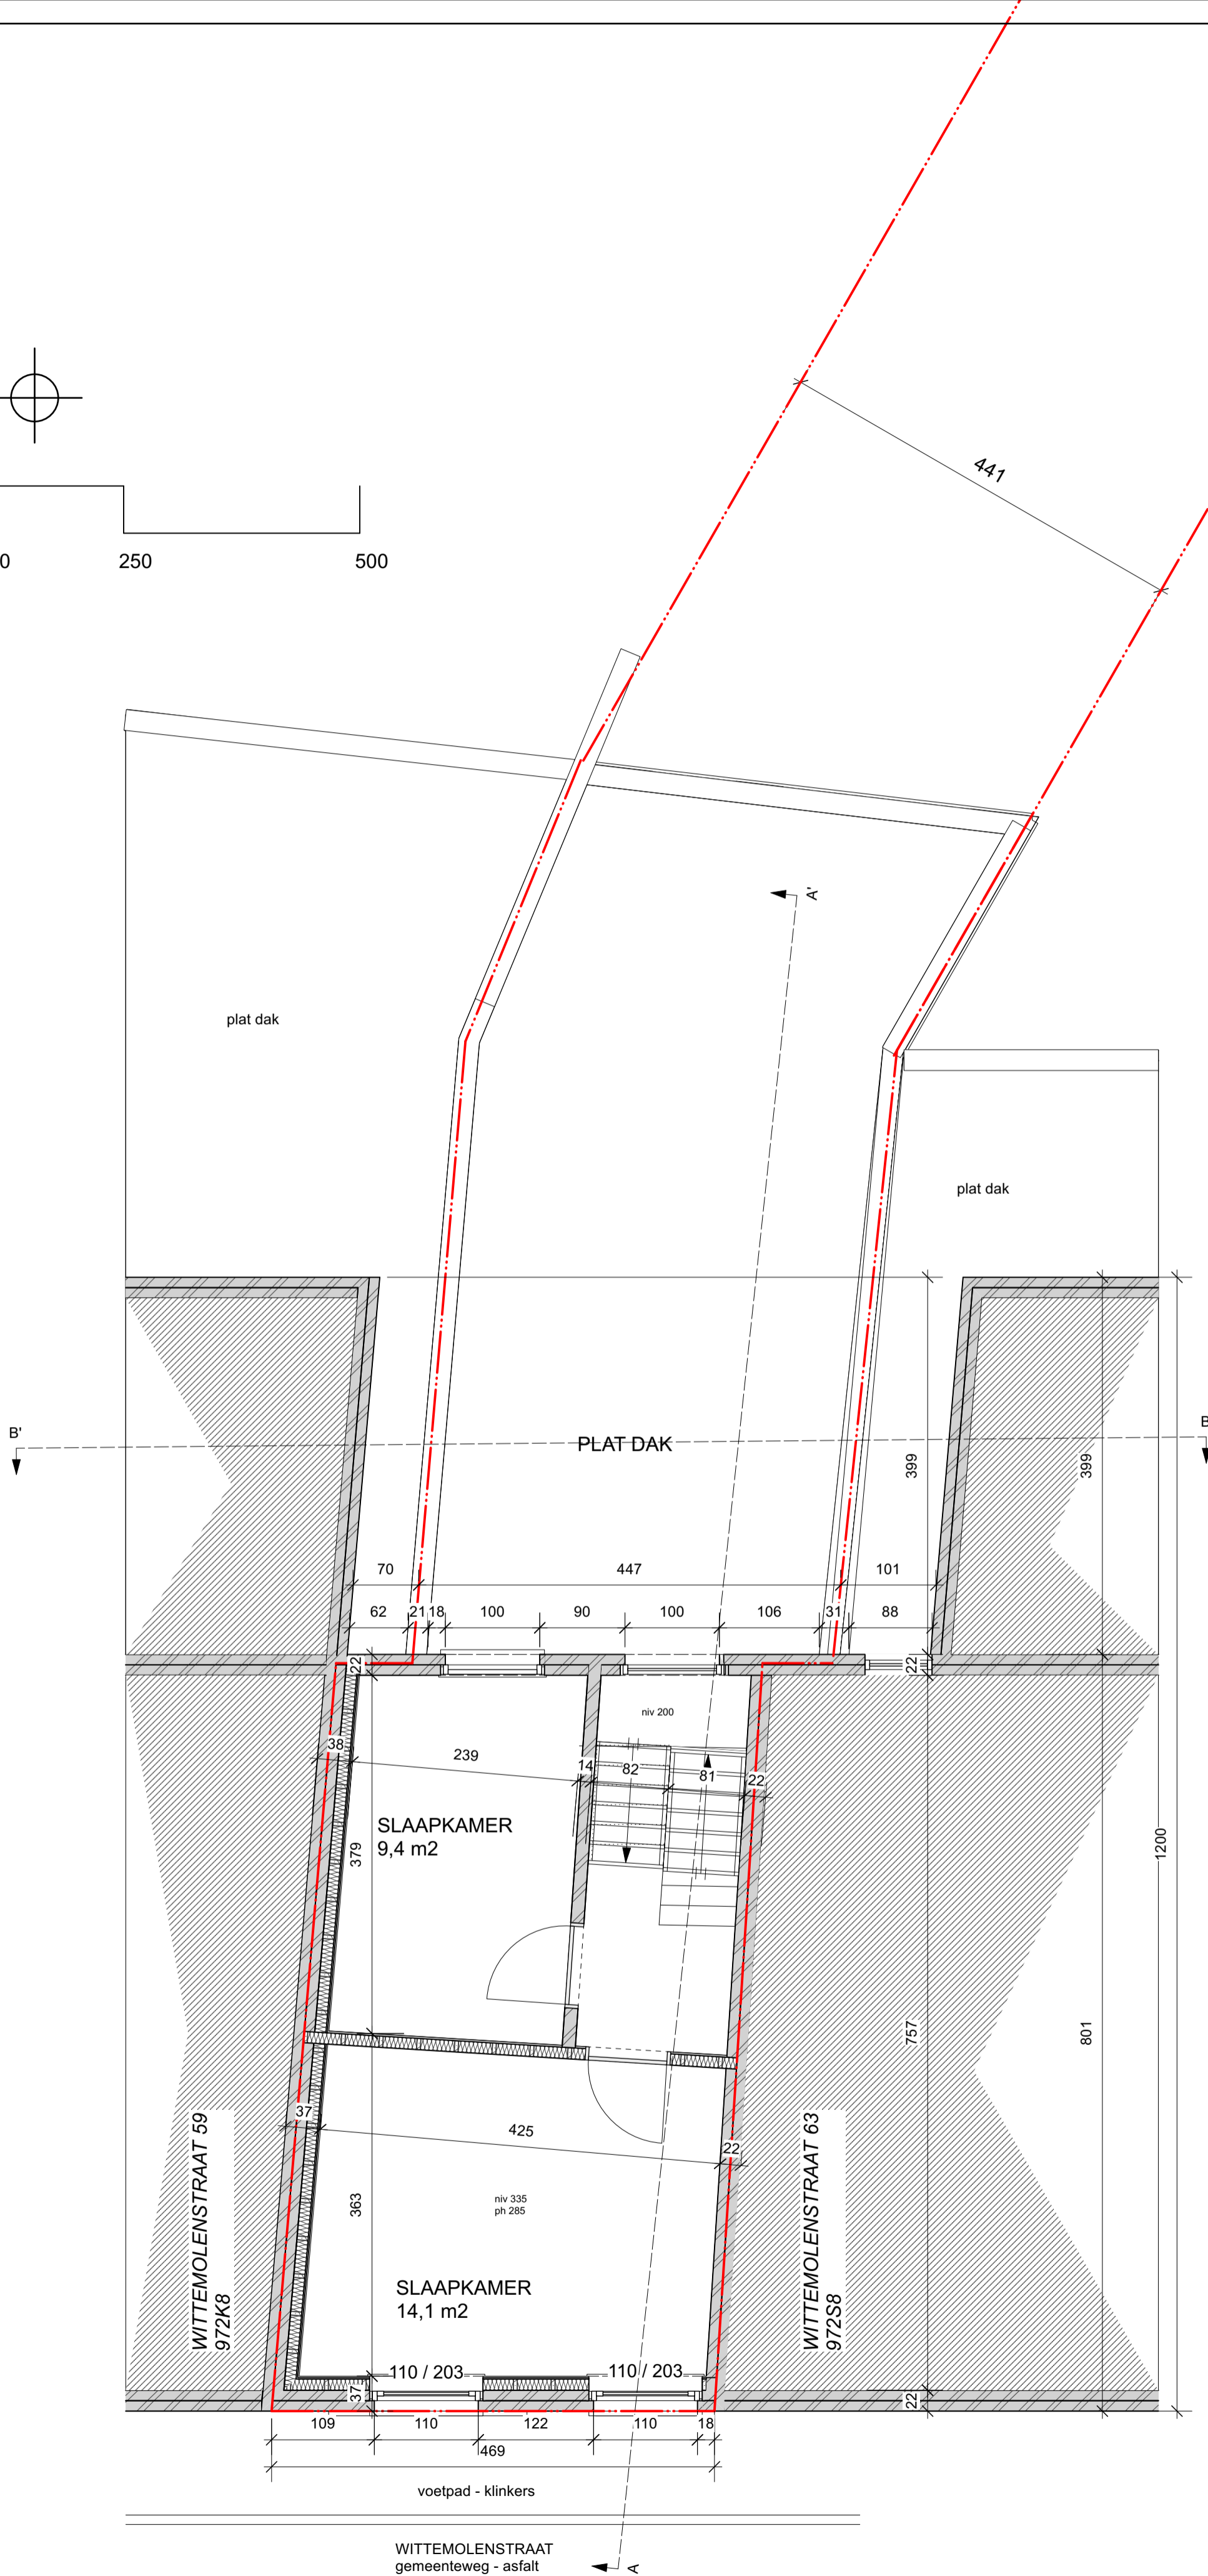 441
0
250
500
A'
plat dak
plat dak
B'
B
PLAT DAK
399
399
70
447
101
62
21
18
100
90
100
106
31
88
22
22
niv 200
38
239
14
82
81
22
SLAAPKAMER
9,4 m2
379
1200
757
801
37
425
22
WITTEMOLENSTRAAT 59
972K8
363
niv 335
ph 285
WITTEMOLENSTRAAT 63
972S8
SLAAPKAMER
14,1 m2
110 / 203
110 / 203
37
22
109
110
122
110
18
469
voetpad - klinkers
WITTEMOLENSTRAAT
gemeenteweg - asfalt
A